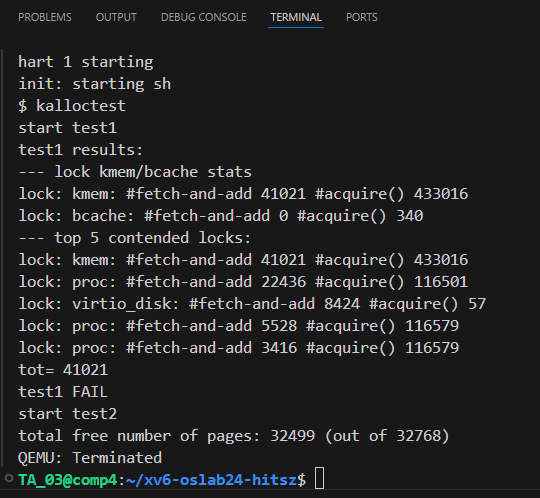 PROBLEMS OUTPUT DEBUG CONSOLE TERMINAL PORTS
hart 1 starting
init: starting sh
$ kalloctest
start test1
test1 results:
--- lock kmem/bcache stats
lock: kmem: #fetch-and-add 41021 #acquire() 433016
lock: bcache: #fetch-and-add 0 #acquire() 340
--- top 5 contended locks:
lock: kmem: #fetch-and-add 41021 #acquire() 433016
lock: proc: #fetch-and-add 22436 #acquire() 116501
lock: virtio_disk: #fetch-and-add 8424 #acquire() 57
lock: proc: #fetch-and-add 5528 #acquire() 116579
lock: proc: #fetch-and-add 3416 #acquire() 116579
tot= 41021
test1 FAIL
start test2
total free number of pages: 32499 (out of 32768)
QEMU: Terminated
TA_03@comp4:~/xv6-oslab24-hitsz$